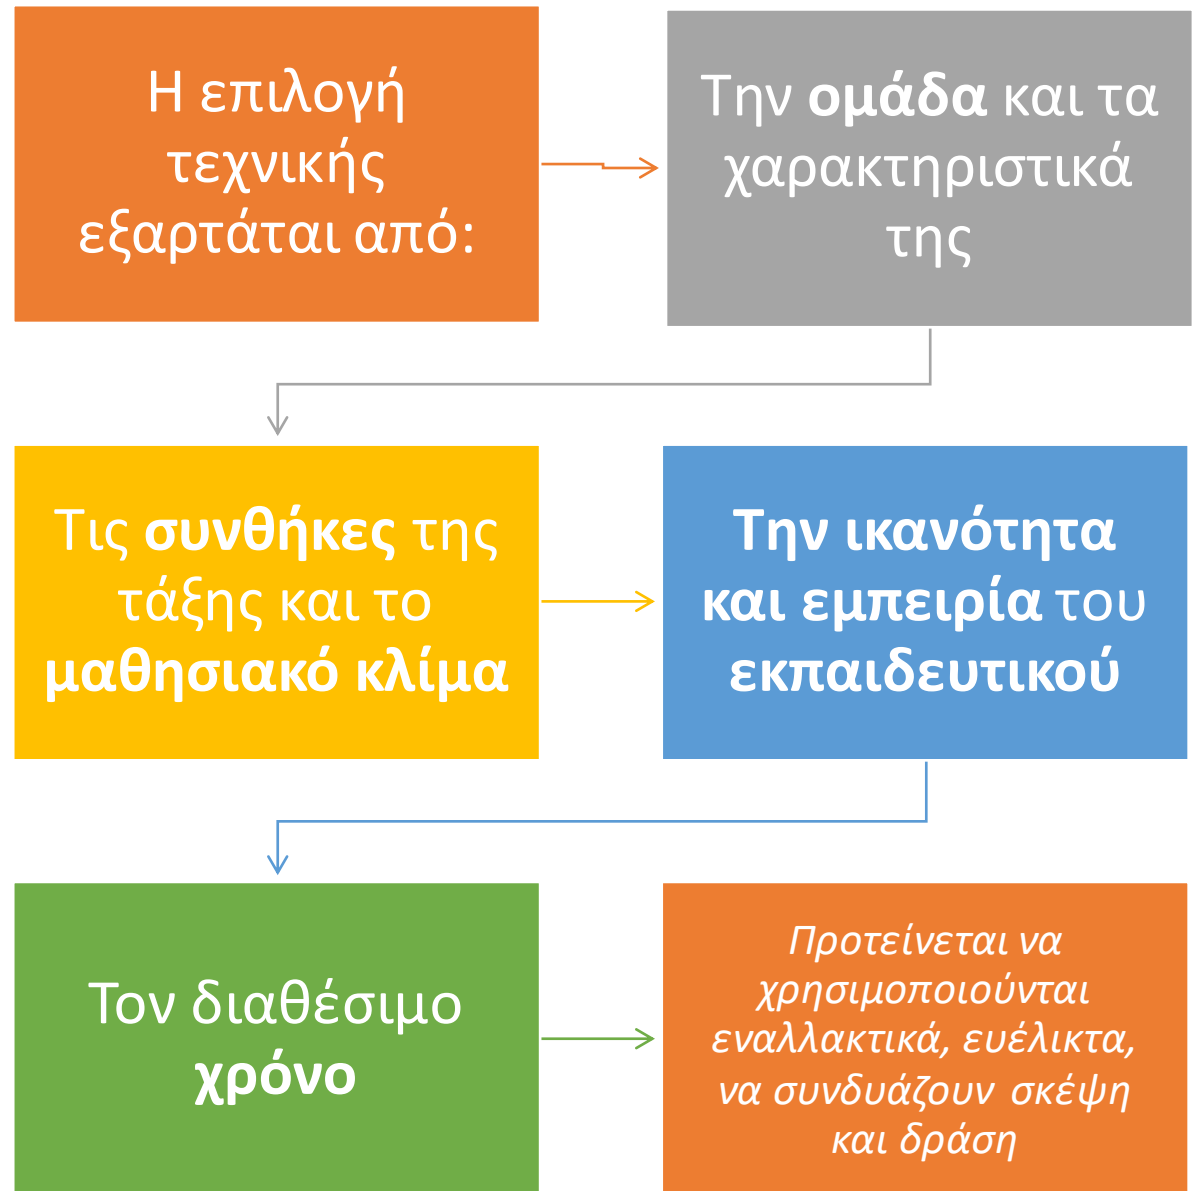 Η επιλογή
τεχνικής
εξαρτάται από:
Την ομάδα και τα
χαρακτηριστικά
της
Τις συνθήκες της
τάξης και το
μαθησιακό κλίμα
Την ικανότητα
και εμπειρία του
εκπαιδευτικού
Τον διαθέσιμο
χρόνο
Προτείνεται να
χρησιμοποιούνται
εναλλακτικά, ευέλικτα,
να συνδυάζουν σκέψη
και δράση